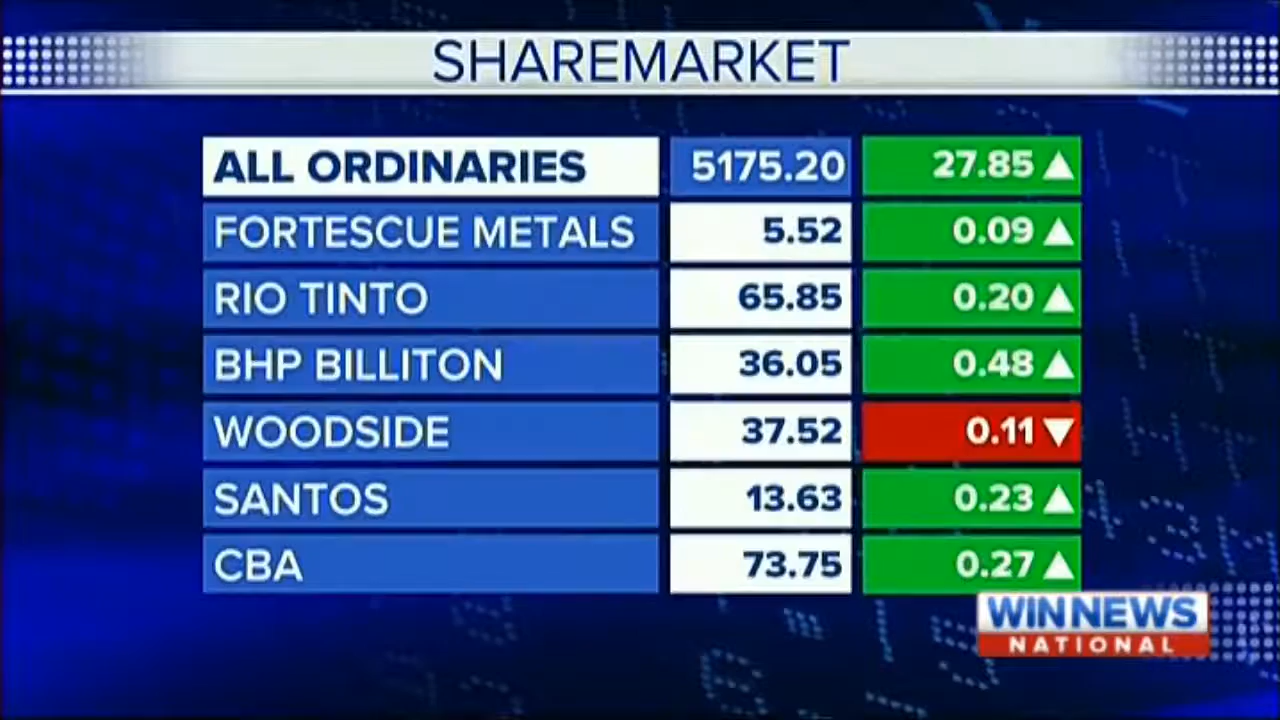 SHAREMARKET
ALL ORDINARIES 5175.20 27.85 ▲
FORTESCUE METALS 5.52 0.09 ▲
RIO TINTO 65.85 0.20 ▲
BHP BILLITON 36.05 0.48 ▲
WOODSIDE 37.52 0.11 ▼
SANTOS 13.63 0.23 ▲
CBA 73.75 0.27 ▲
WIN NEWS
NATIONAL